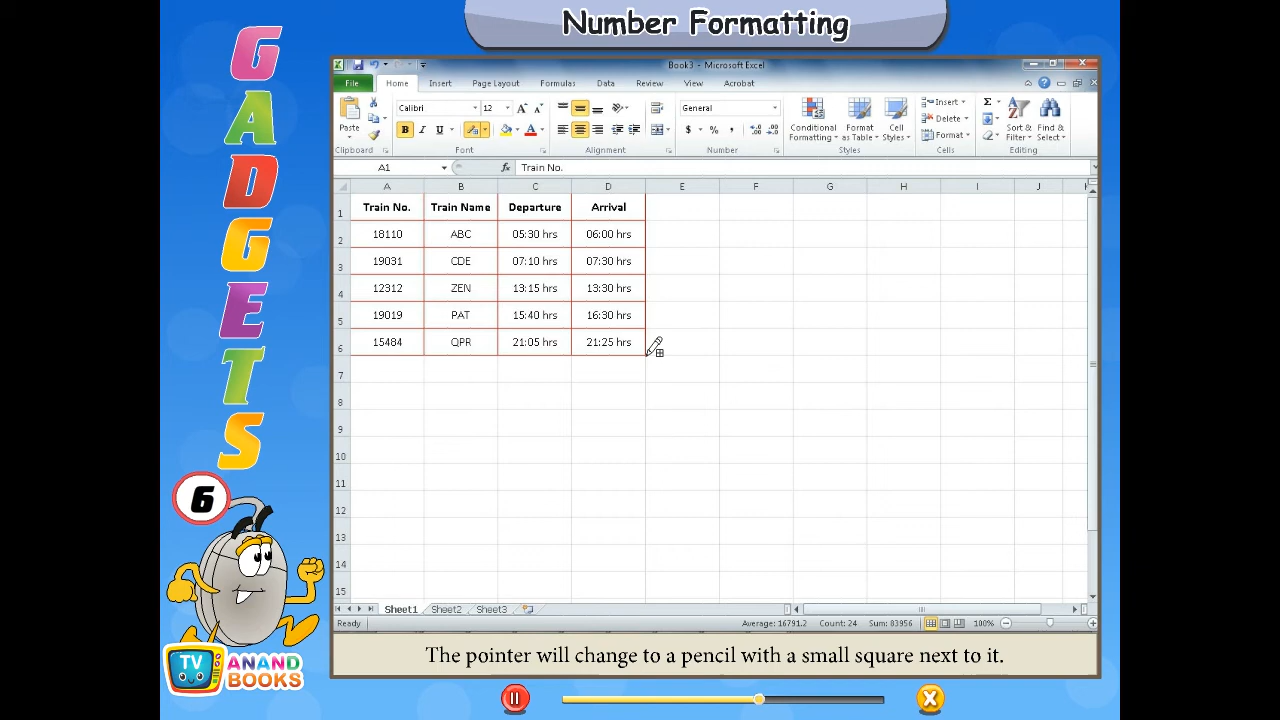 Number Formatting
GADGETS
6
TV
ANAND
BOOKS
Book3 - Microsoft Excel
File Home Insert Page Layout Formulas Data Review View Acrobat
Paste
Calibri 12
B I U A
General
$ % ,
Conditional Formatting
Format as Table
Cell Styles
Insert
Delete
Format
Σ
Sort & Filter
Find & Select
Clipboard Font Alignment Number Styles Cells Editing
A1 fx Train No.
A B C D E F G H I J
1 Train No. Train Name Departure Arrival
2 18110 ABC 05:30 hrs 06:00 hrs
3 19031 CDE 07:10 hrs 07:30 hrs
4 12312 ZEN 13:15 hrs 13:30 hrs
5 19019 PAT 15:40 hrs 16:30 hrs
6 15484 QPR 21:05 hrs 21:25 hrs
7
8
9
10
11
12
13
14
15
Sheet1 Sheet2 Sheet3
Ready Average: 16791.2 Count: 24 Sum: 83956 100%
The pointer will change to a pencil with a small square next to it.